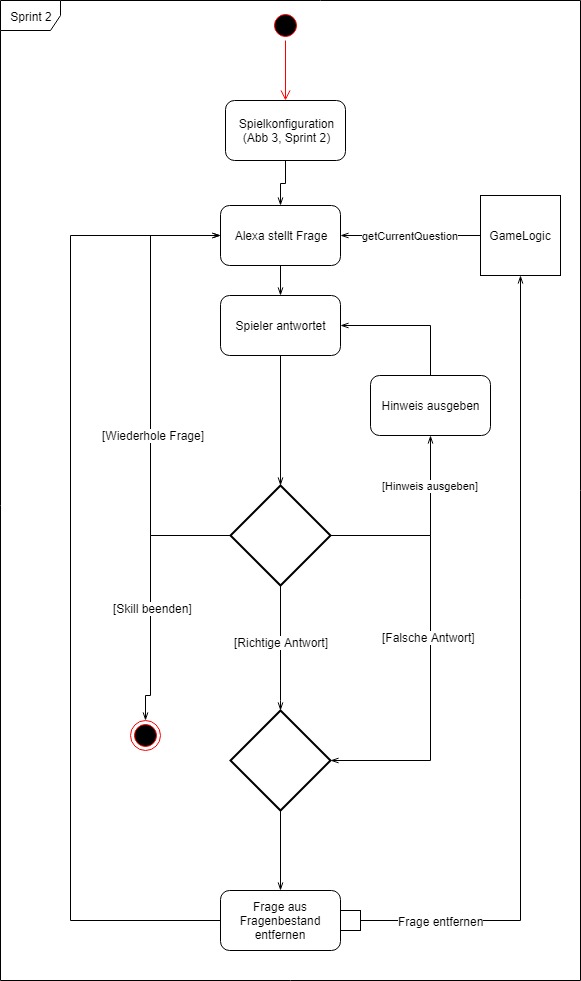 Sprint 2
Spielkonfiguration
(Abb 3, Sprint 2)
Alexa stellt Frage
getCurrentQuestion
GameLogic
Spieler antwortet
Hinweis ausgeben
[Wiederhole Frage]
[Hinweis ausgeben]
[Skill beenden]
[Richtige Antwort]
[Falsche Antwort]
Frage aus
Fragenbestand
entfernen
Frage entfernen